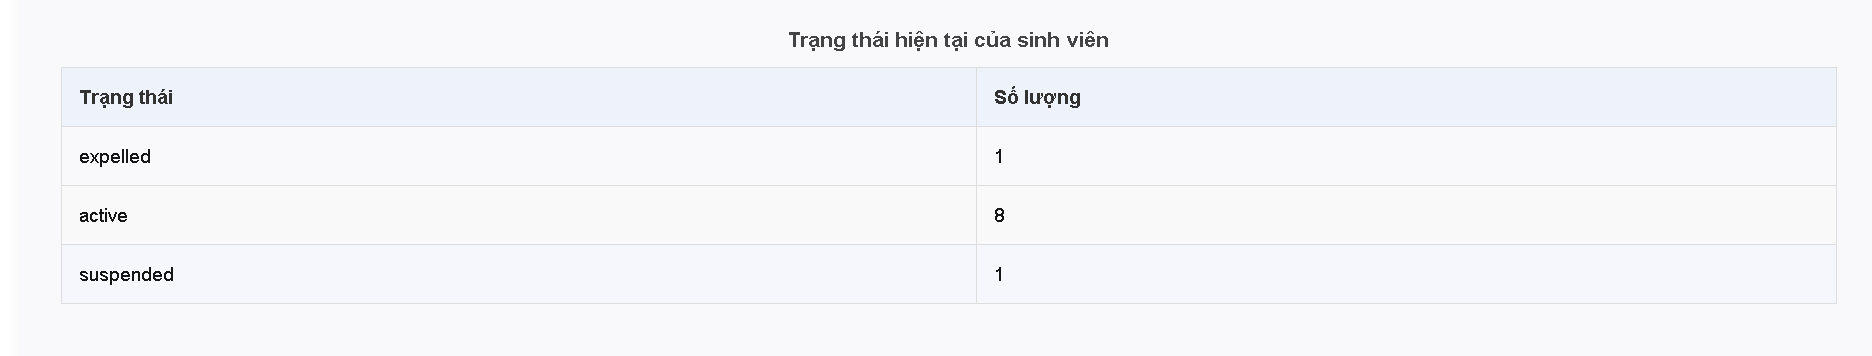 Trạng thái hiện tại của sinh viên
Trạng thái Số lượng
expelled 1
active 8
suspended 1